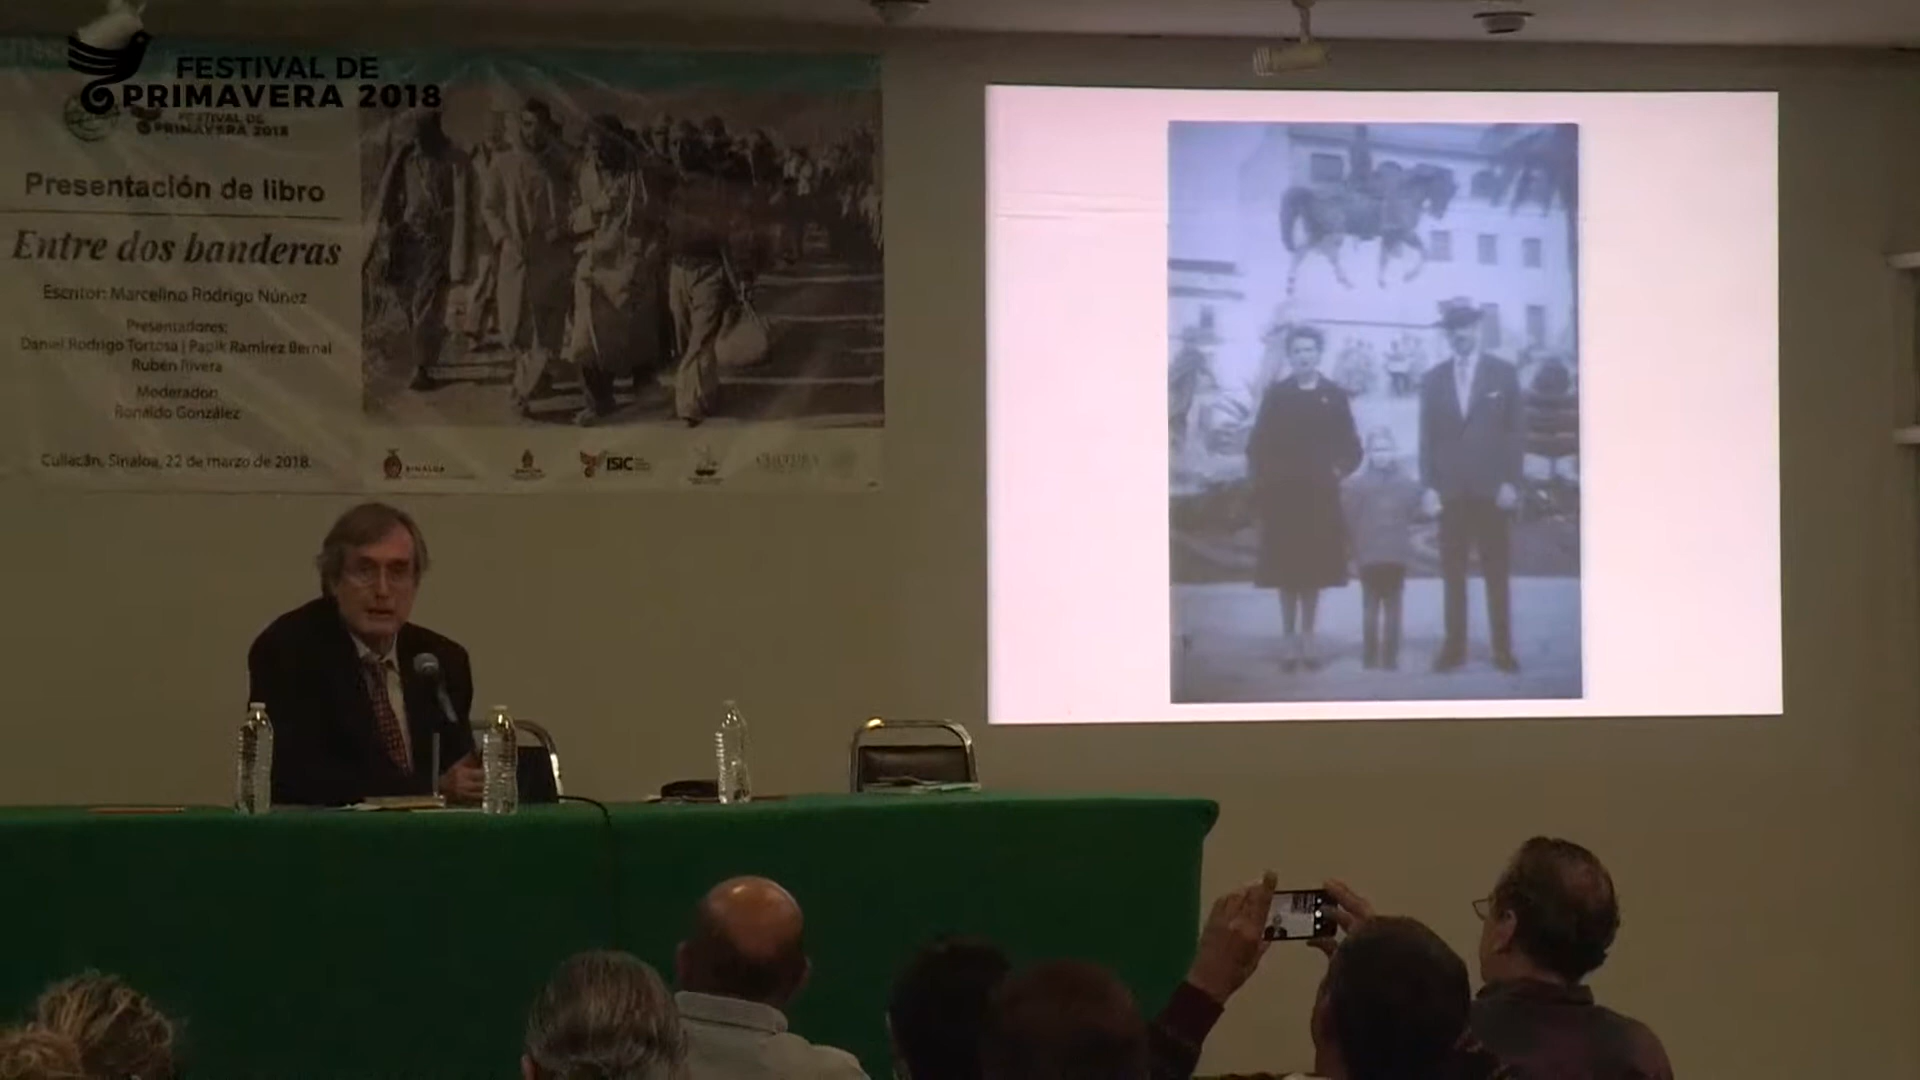 FESTIVAL DE
PRIMAVERA 2018
FESTIVAL DE
PRIMAVERA 2018
Presentación de libro
Entre dos banderas
Escritor: Marcelino Rodrigo Núñez
Presentadores:
Daniel Rodrigo Tortosa | Papik Ramírez Bernal
Rubén Rivera
Moderador:
Ronaldo González
Culiacán, Sinaloa, 22 de marzo de 2018.
SINALOA
ISIC
CULTURA